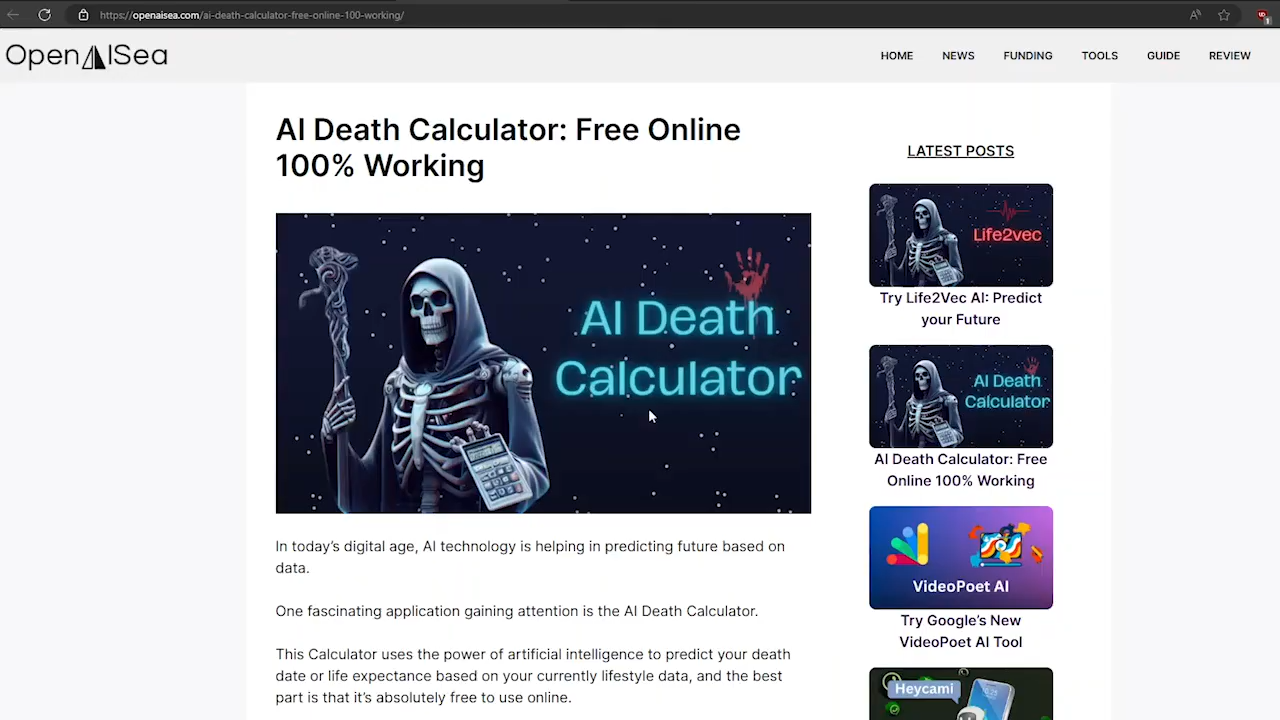 https://openaisea.com/ai-death-calculator-free-online-100-working/
OpenAISea
HOME
NEWS
FUNDING
TOOLS
GUIDE
REVIEW
AI Death Calculator: Free Online
100% Working
AI Death
Calculator
In today's digital age, AI technology is helping in predicting future based on
data.
One fascinating application gaining attention is the AI Death Calculator.
This Calculator uses the power of artificial intelligence to predict your death
date or life expectance based on your currently lifestyle data, and the best
part is that it's absolutely free to use online.
LATEST POSTS
Life2vec
Try Life2Vec AI: Predict
your Future
AI Death
Calculator
AI Death Calculator: Free
Online 100% Working
VideoPoet AI
Try Google's New
VideoPoet AI Tool
Heycami